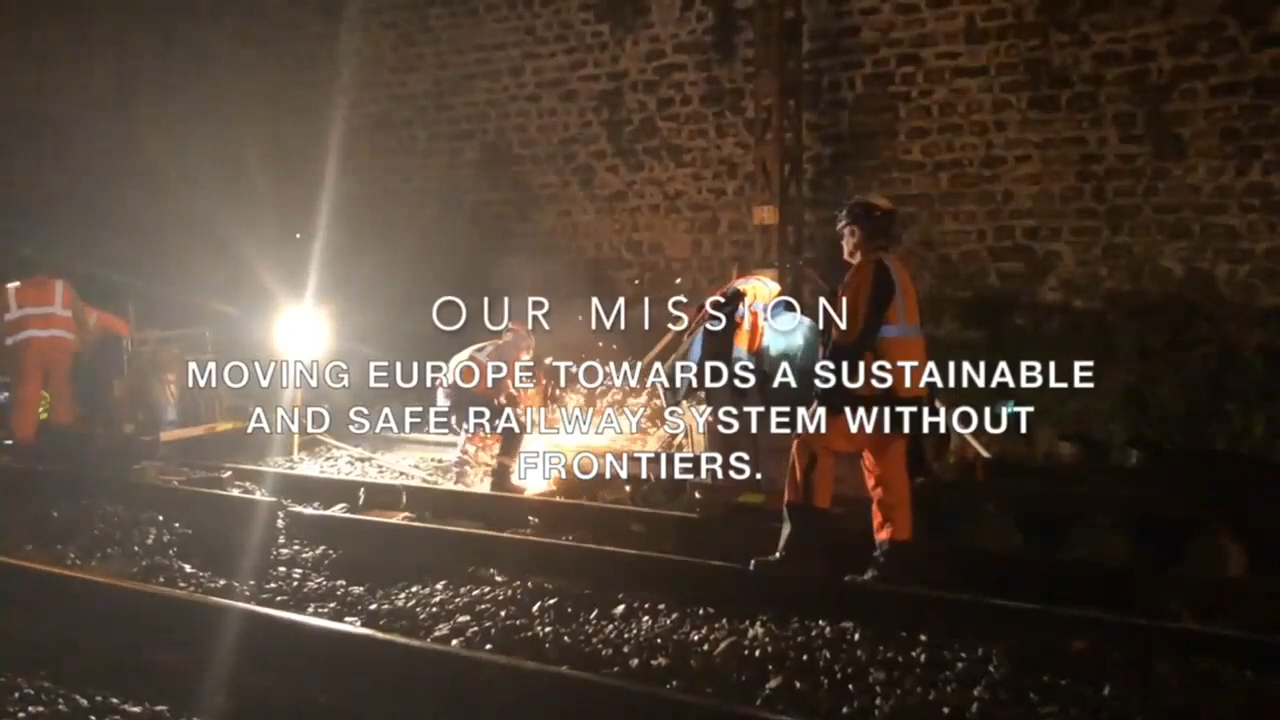 OUR MISSION
MOVING EUROPE TOWARDS A SUSTAINABLE
AND SAFE RAILWAY SYSTEM WITHOUT
FRONTIERS.